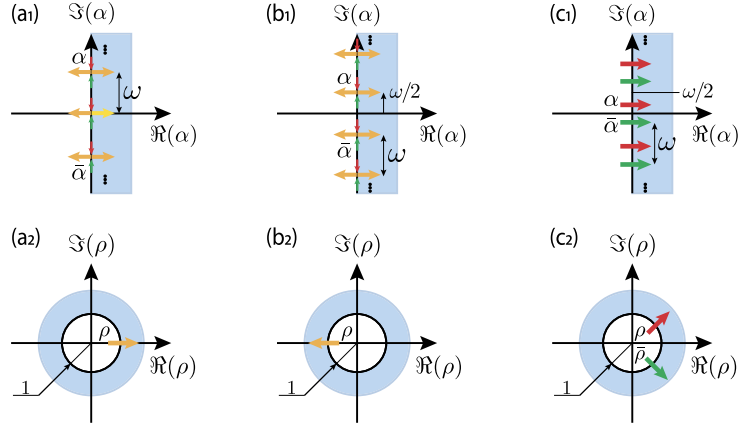 (a1)
ℑ(α)
α
ω
ℜ(α)
ᾱ
(b1)
ℑ(α)
α
ω/2
ℜ(α)
ᾱ
ω
(c1)
ℑ(α)
ω/2
α
ᾱ
ℜ(α)
ω
(a2)
ℑ(ρ)
ρ
ℜ(ρ)
1
(b2)
ℑ(ρ)
ρ
ℜ(ρ)
1
(c2)
ℑ(ρ)
ρ
ρ̄
ℜ(ρ)
1